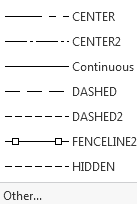 CENTER
CENTER2
Continuous
DASHED
DASHED2
FENCELINE2
HIDDEN
Other...